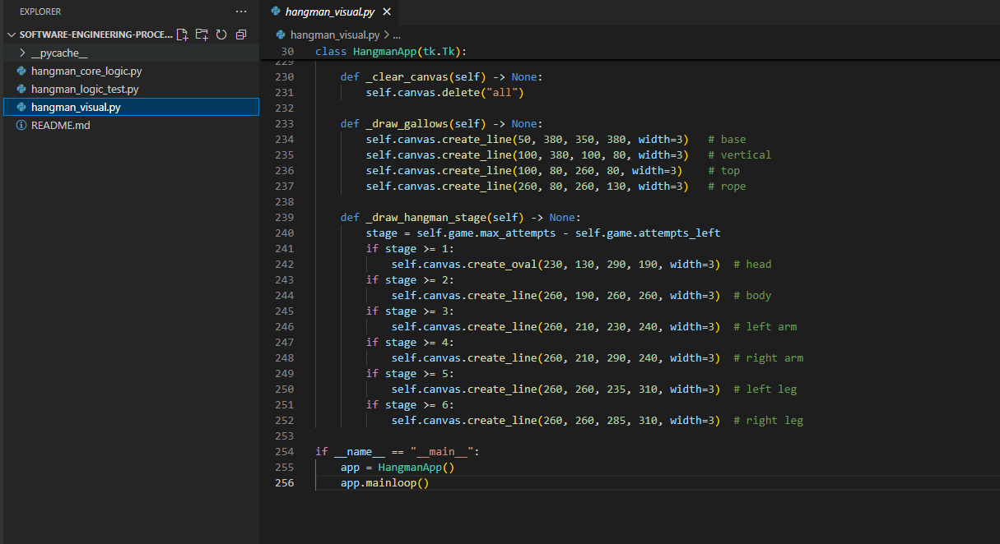 EXPLORER
SOFTWARE-ENGINEERING-PROCE...
__pycache__
hangman_core_logic.py
hangman_logic_test.py
hangman_visual.py
README.md
hangman_visual.py
hangman_visual.py > ...
30 class HangmanApp(tk.Tk):
229
230     def _clear_canvas(self) -> None:
231         self.canvas.delete("all")
232
233     def _draw_gallows(self) -> None:
234         self.canvas.create_line(50, 380, 350, 380, width=3)   # base
235         self.canvas.create_line(100, 380, 100, 80, width=3)   # vertical
236         self.canvas.create_line(100, 80, 260, 80, width=3)    # top
237         self.canvas.create_line(260, 80, 260, 130, width=3)   # rope
238
239     def _draw_hangman_stage(self) -> None:
240         stage = self.game.max_attempts - self.game.attempts_left
241         if stage >= 1:
242             self.canvas.create_oval(230, 130, 290, 190, width=3)  # head
243         if stage >= 2:
244             self.canvas.create_line(260, 190, 260, 260, width=3)  # body
245         if stage >= 3:
246             self.canvas.create_line(260, 210, 230, 240, width=3)  # left arm
247         if stage >= 4:
248             self.canvas.create_line(260, 210, 290, 240, width=3)  # right arm
249         if stage >= 5:
250             self.canvas.create_line(260, 260, 235, 310, width=3)  # left leg
251         if stage >= 6:
252             self.canvas.create_line(260, 260, 285, 310, width=3)  # right leg
253
254 if __name__ == "__main__":
255     app = HangmanApp()
256     app.mainloop()